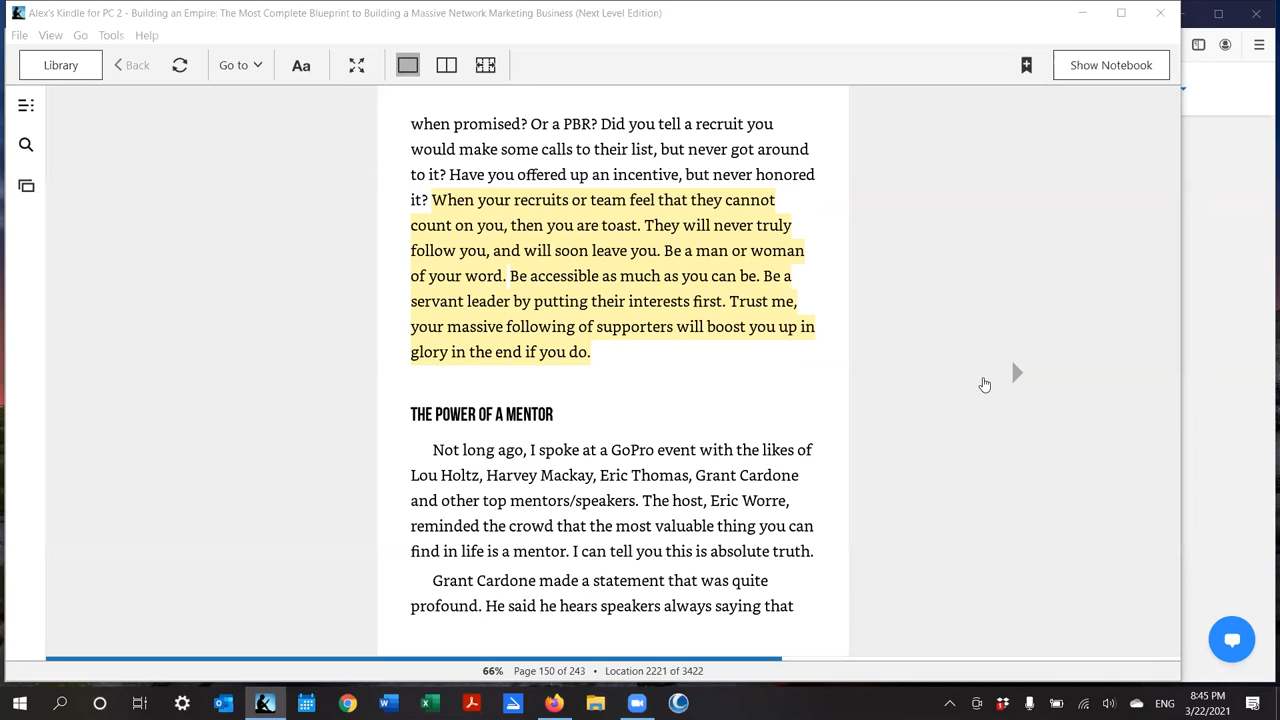 Alex's Kindle for PC 2 - Building an Empire: The Most Complete Blueprint to Building a Massive Network Marketing Business (Next Level Edition)
File View Go Tools Help
Library Back Go to Aa Show Notebook
when promised? Or a PBR? Did you tell a recruit you
would make some calls to their list, but never got around
to it? Have you offered up an incentive, but never honored
it? When your recruits or team feel that they cannot
count on you, then you are toast. They will never truly
follow you, and will soon leave you. Be a man or woman
of your word. Be accessible as much as you can be. Be a
servant leader by putting their interests first. Trust me,
your massive following of supporters will boost you up in
glory in the end if you do.
THE POWER OF A MENTOR
Not long ago, I spoke at a GoPro event with the likes of
Lou Holtz, Harvey Mackay, Eric Thomas, Grant Cardone
and other top mentors/speakers. The host, Eric Worre,
reminded the crowd that the most valuable thing you can
find in life is a mentor. I can tell you this is absolute truth.
Grant Cardone made a statement that was quite
profound. He said he hears speakers always saying that
66% Page 150 of 243 • Location 2221 of 3422
ENG
8:45 PM
3/22/2021